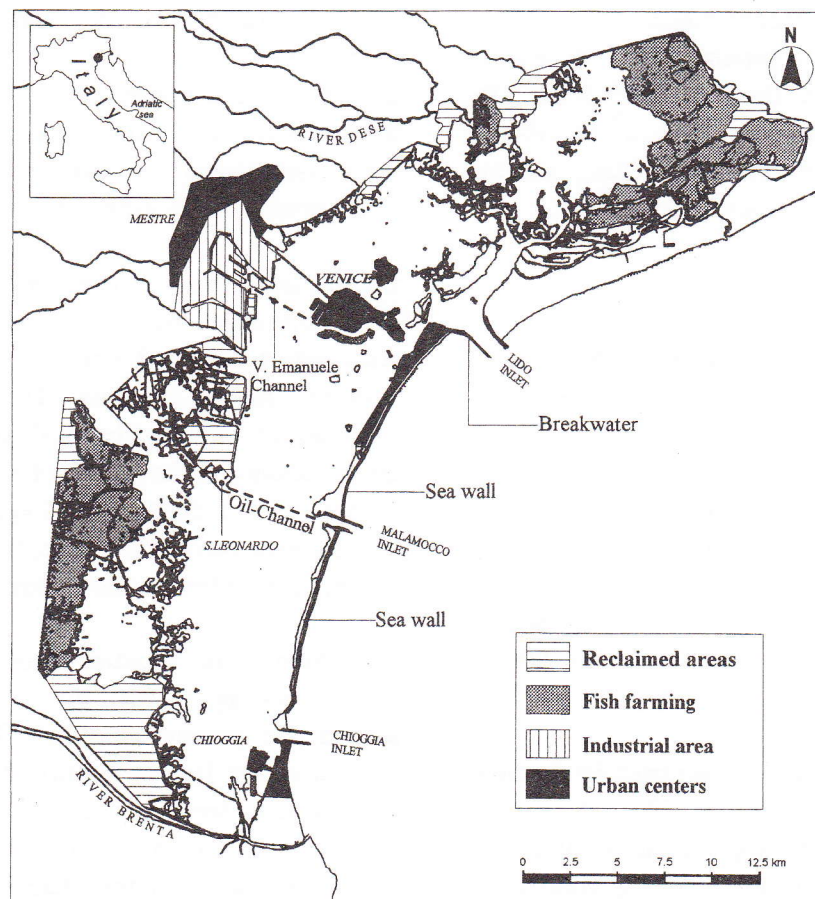 Italy
Adriatic
sea
N
RIVER DESE
MESTRE
VENICE
V. Emanuele
Channel
LIDO
INLET
Breakwater
Sea wall
Oil-Channel
S.LEONARDO
MALAMOCCO
INLET
Sea wall
CHIOGGIA
CHIOGGIA
INLET
RIVER BRENTA
Reclaimed areas
Fish farming
Industrial area
Urban centers
0 2.5 5 7.5 10 12.5 km